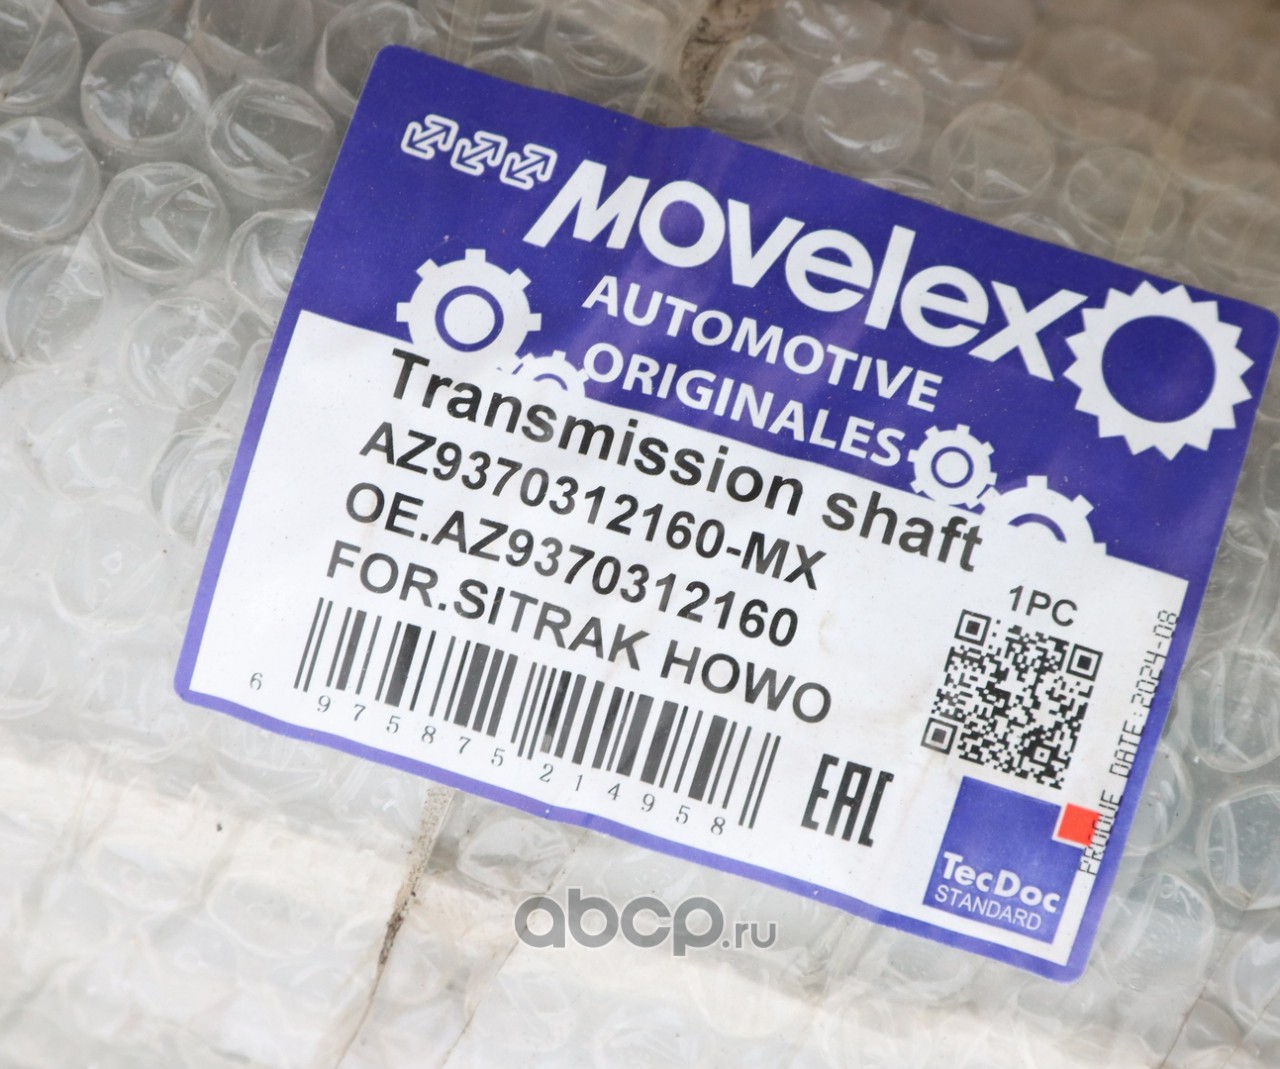 Movelex
AUTOMOTIVE
ORIGINALES
Transmission shaft
AZ9370312160-MX
OE.AZ9370312160
FOR.SITRAK HOWO
1PC
6 975875 214958
EAC
PRODUE DATE:2024-08
TecDoc
STANDARD
abcp.ru